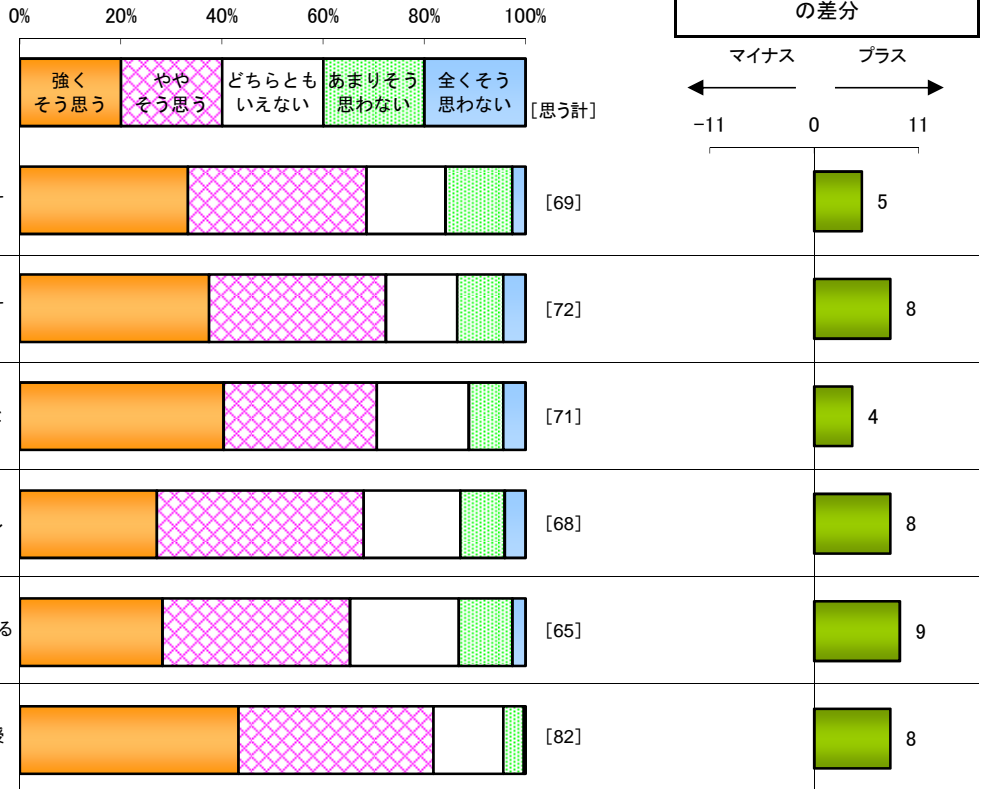 0% 20% 40% 60% 80% 100%
の差分
マイナス プラス
強く
そう思う
やや
そう思う
どちらとも
いえない
あまりそう
思わない
全くそう
思わない
[思う計]
-11 0 11
[69] 5
[72] 8
[71] 4
[68] 8
る [65] 9
[82] 8